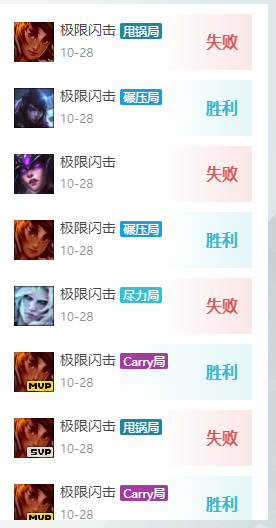 极限闪击 甩锅局
10-28
失败
极限闪击 碾压局
10-28
胜利
极限闪击
10-28
失败
极限闪击 碾压局
10-28
胜利
极限闪击 尽力局
10-28
失败
极限闪击 Carry局
10-28
MVP
胜利
极限闪击 甩锅局
10-28
SVP
失败
极限闪击 Carry局
10-28
MVP
胜利